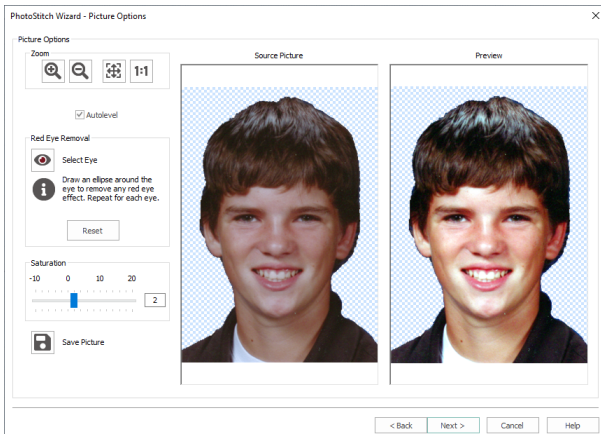 PhotoStitch Wizard - Picture Options
Picture Options
Zoom
1:1
Autolevel
Red Eye Removal
Select Eye
Draw an ellipse around the
eye to remove any red eye
effect. Repeat for each eye.
Reset
Saturation
-10 0 10 20
2
Save Picture
Source Picture
Preview
< Back
Next >
Cancel
Help